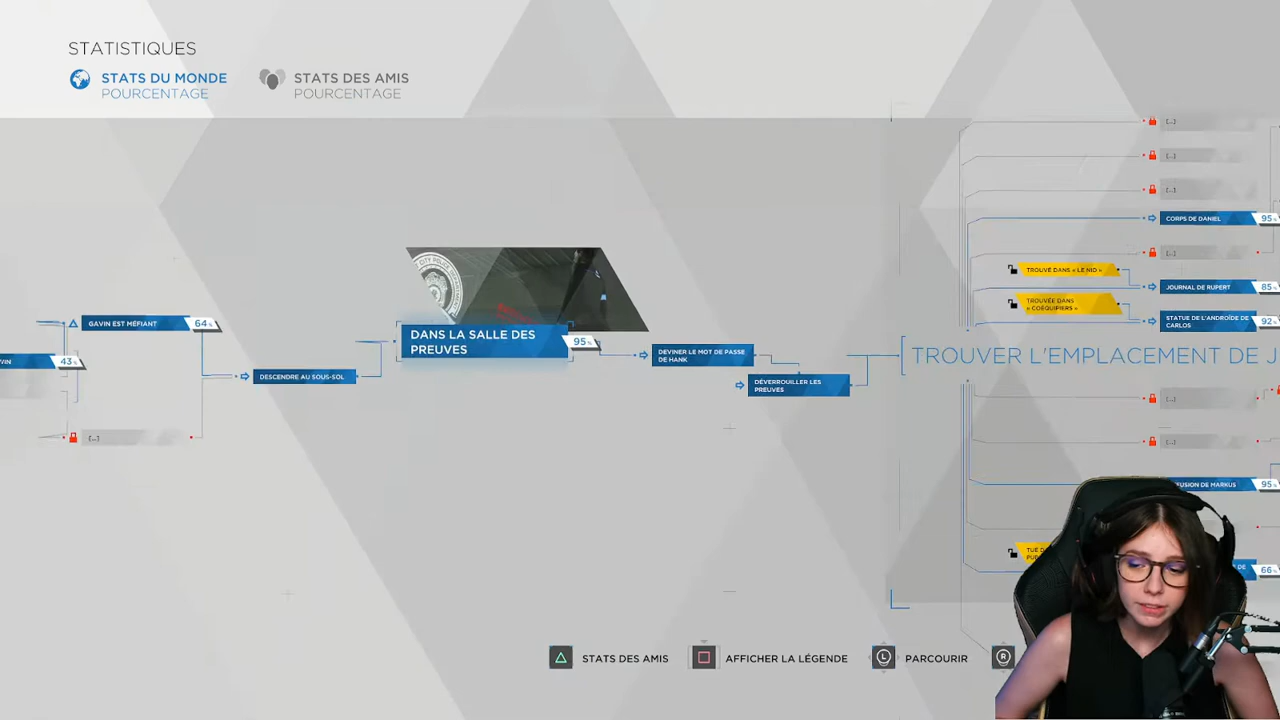 STATISTIQUES
STATS DU MONDE
POURCENTAGE
STATS DES AMIS
POURCENTAGE
[...]
[...]
[...]
CORPS DE DANIEL
95%
[...]
TROUVÉ DANS « LE NID »
JOURNAL DE RUPERT
85%
TROUVÉE DANS
« COÉQUIPIERS »
STATUE DE L'ANDROÏDE DE
CARLOS
92%
CITY POLICE
GAVIN EST MÉFIANT
64%
43%
DANS LA SALLE DES
PREUVES
95%
DEVINER LE MOT DE PASSE
DE HANK
TROUVER L'EMPLACEMENT DE J
DESCENDRE AU SOUS-SOL
DÉVERROUILLER LES
PREUVES
[...]
[...]
[...]
95%
DE MARKUS
66%
STATS DES AMIS
AFFICHER LA LÉGENDE
L
PARCOURIR
R